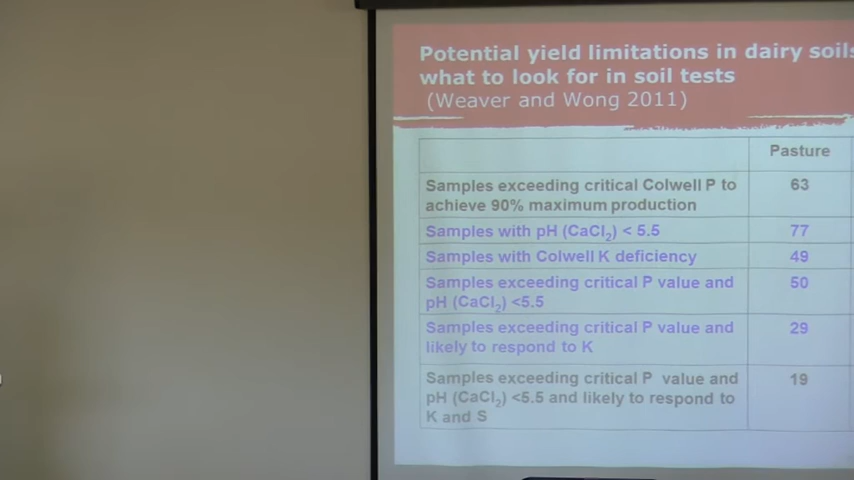 Potential yield limitations in dairy soils
what to look for in soil tests
(Weaver and Wong 2011)
Pasture
Samples exceeding critical Colwell P to
achieve 90% maximum production
63
Samples with pH (CaCl₂) < 5.5
77
Samples with Colwell K deficiency
49
Samples exceeding critical P value and
pH (CaCl₂) <5.5
50
Samples exceeding critical P value and
likely to respond to K
29
Samples exceeding critical P value and
pH (CaCl₂) <5.5 and likely to respond to
K and S
19